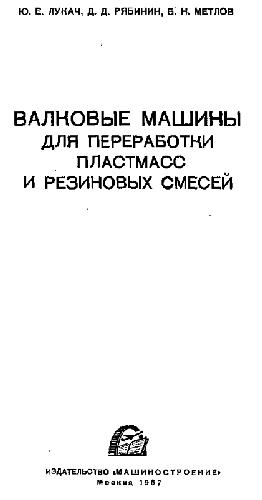 Ю. Е. ЛУКАЧ, Д. Д. РЯБИНИН, Б. Н. МЕТЛОВ
ВАЛКОВЫЕ МАШИНЫ
ДЛЯ ПЕРЕРАБОТКИ
ПЛАСТМАСС
И РЕЗИНОВЫХ СМЕСЕЙ
ИЗДАТЕЛЬСТВО «МАШИНОСТРОЕНИЕ»
Москва 1967